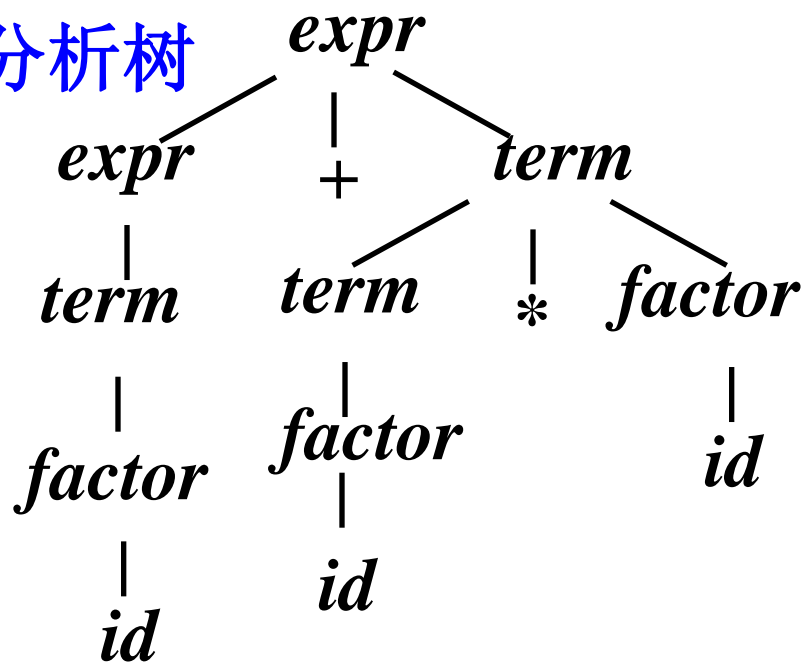 分析树
expr
expr + term
term term * factor
factor factor id
id id